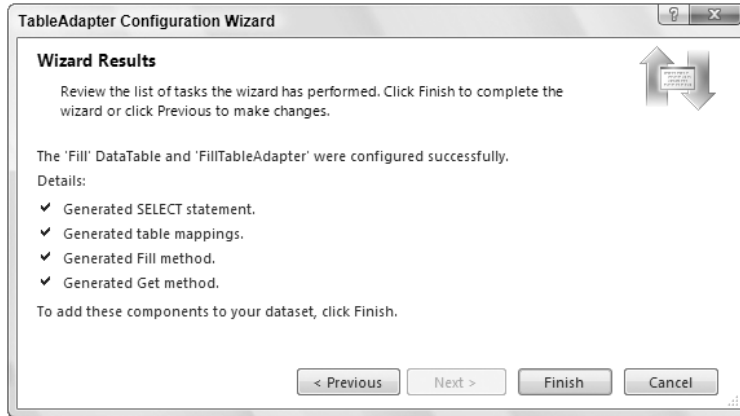 TableAdapter Configuration Wizard
?
Wizard Results
Review the list of tasks the wizard has performed. Click Finish to complete the
wizard or click Previous to make changes.
The 'Fill' DataTable and 'FillTableAdapter' were configured successfully.
Details:
Generated SELECT statement.
Generated table mappings.
Generated Fill method.
Generated Get method.
To add these components to your dataset, click Finish.
< Previous
Next >
Finish
Cancel